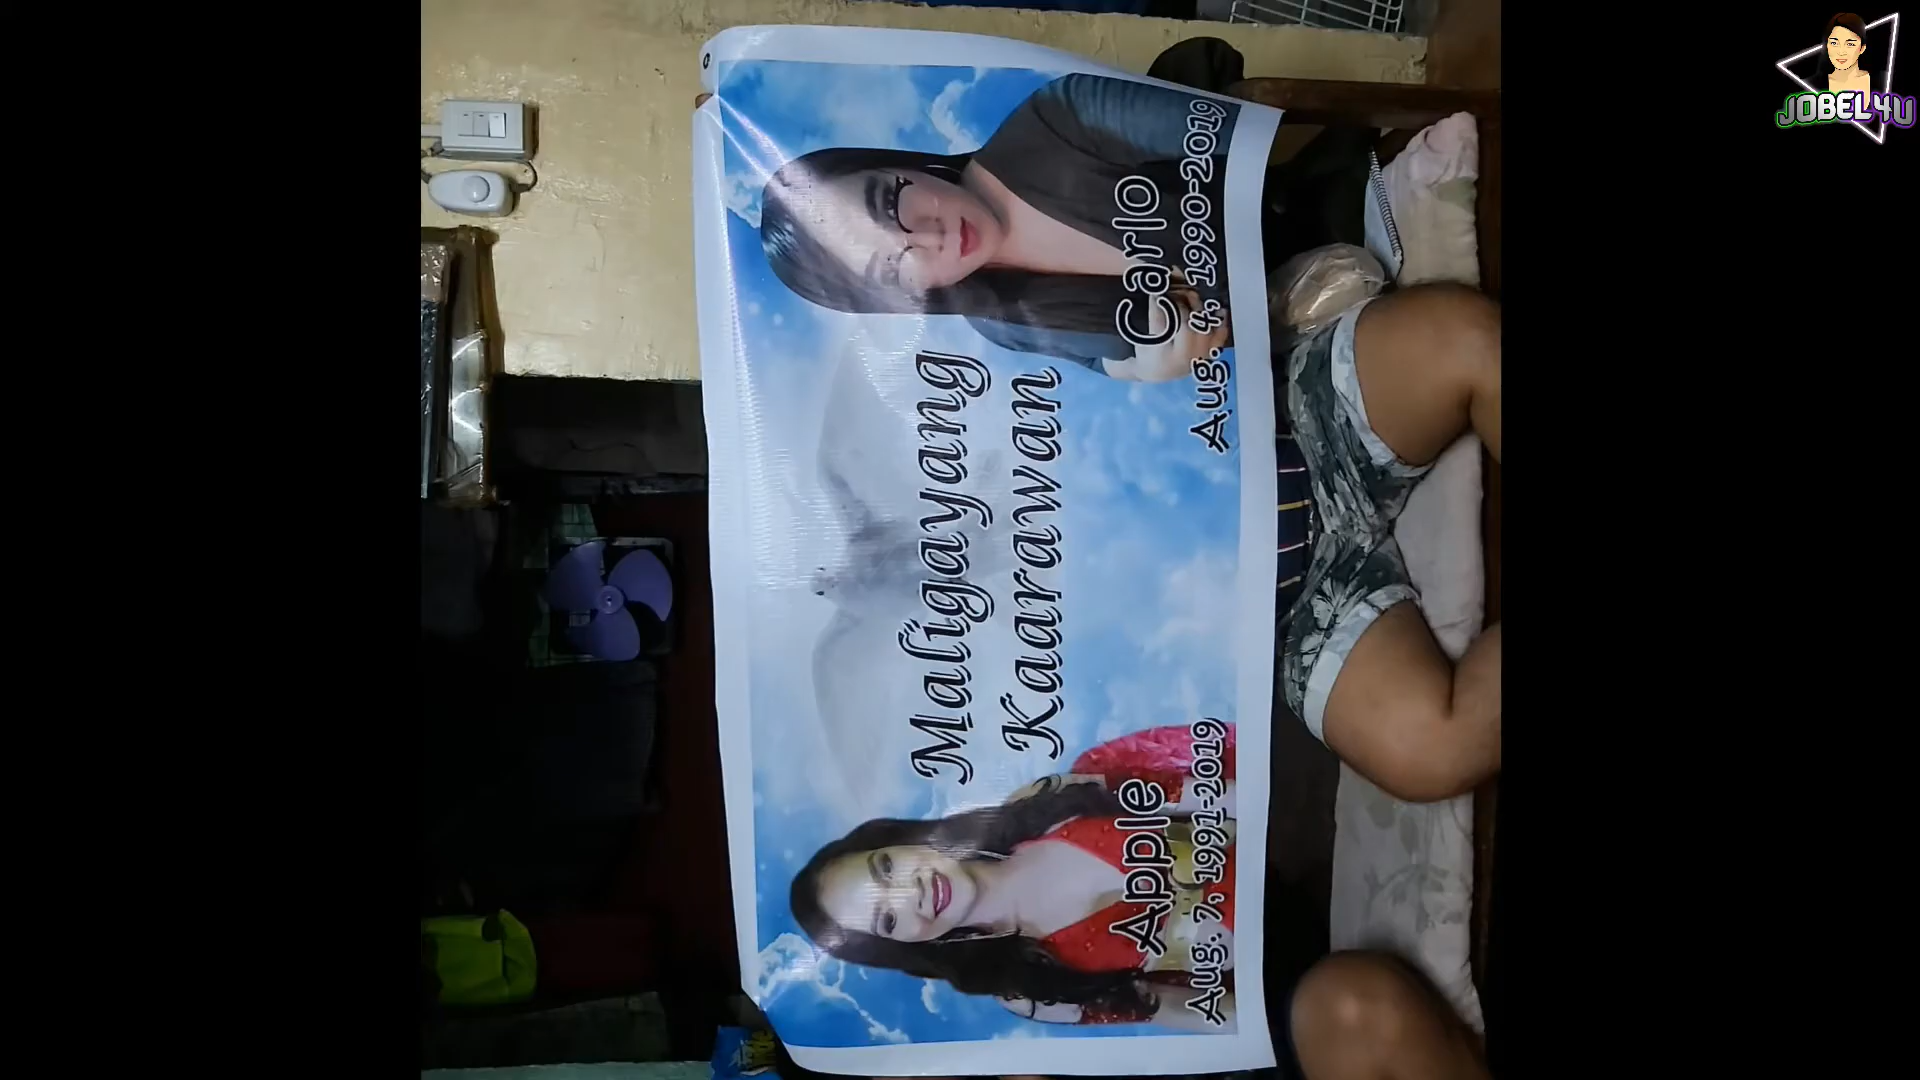 Maligayang
Kaarawan
Apple
Aug. 7, 1991-2019
Carlo
Aug. 4, 1990-2019
JOBEL4U